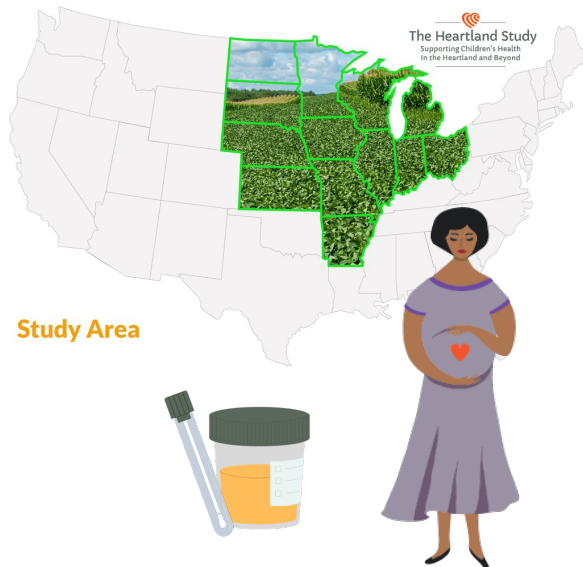 The Heartland Study
Supporting Children's Health
In the Heartland and Beyond
Study Area